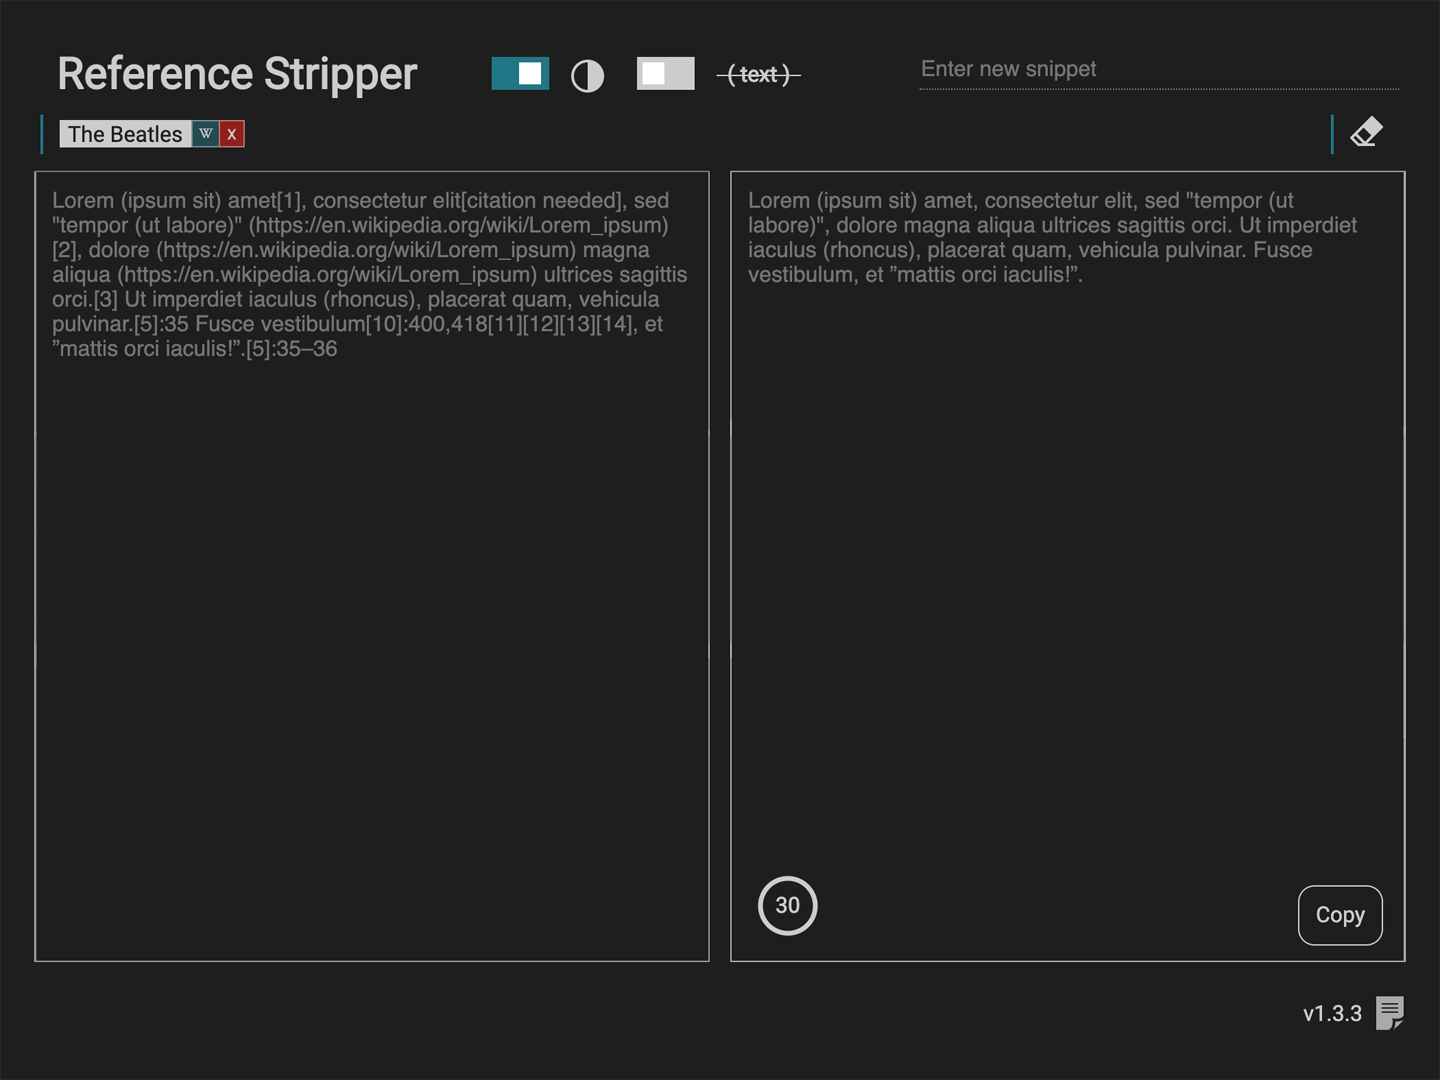 Reference Stripper
(text)
Enter new snippet
The Beatles W X
Lorem (ipsum sit) amet[1], consectetur elit[citation needed], sed
"tempor (ut labore)" (https://en.wikipedia.org/wiki/Lorem_ipsum)
[2], dolore (https://en.wikipedia.org/wiki/Lorem_ipsum) magna
aliqua (https://en.wikipedia.org/wiki/Lorem_ipsum) ultrices sagittis
orci.[3] Ut imperdiet iaculus (rhoncus), placerat quam, vehicula
pulvinar.[5]:35 Fusce vestibulum[10]:400,418[11][12][13][14], et
”mattis orci iaculis!”.[5]:35–36
Lorem (ipsum sit) amet, consectetur elit, sed "tempor (ut
labore)", dolore magna aliqua ultrices sagittis orci. Ut imperdiet
iaculus (rhoncus), placerat quam, vehicula pulvinar. Fusce
vestibulum, et ”mattis orci iaculis!”.
30
Copy
v1.3.3